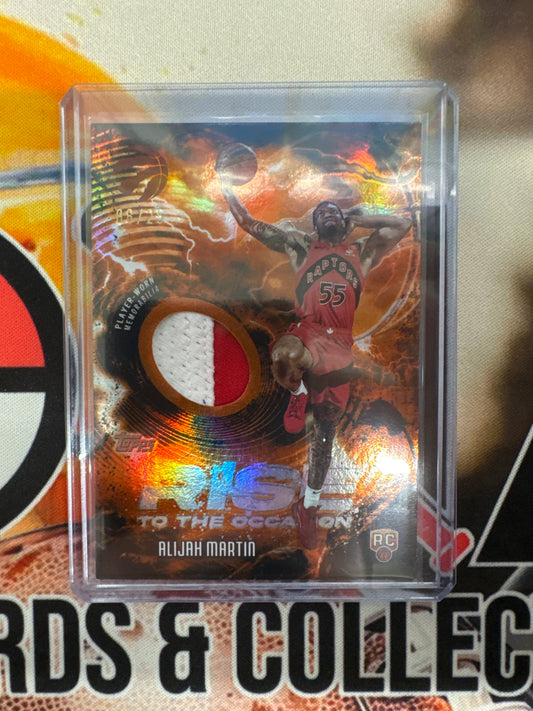 PLAYER-WORN
MEMORABILIA
RAPTORS
55
topps
RISE
TO THE OCCASION
RC
ALIJAH MARTIN
RDS & COLLEC